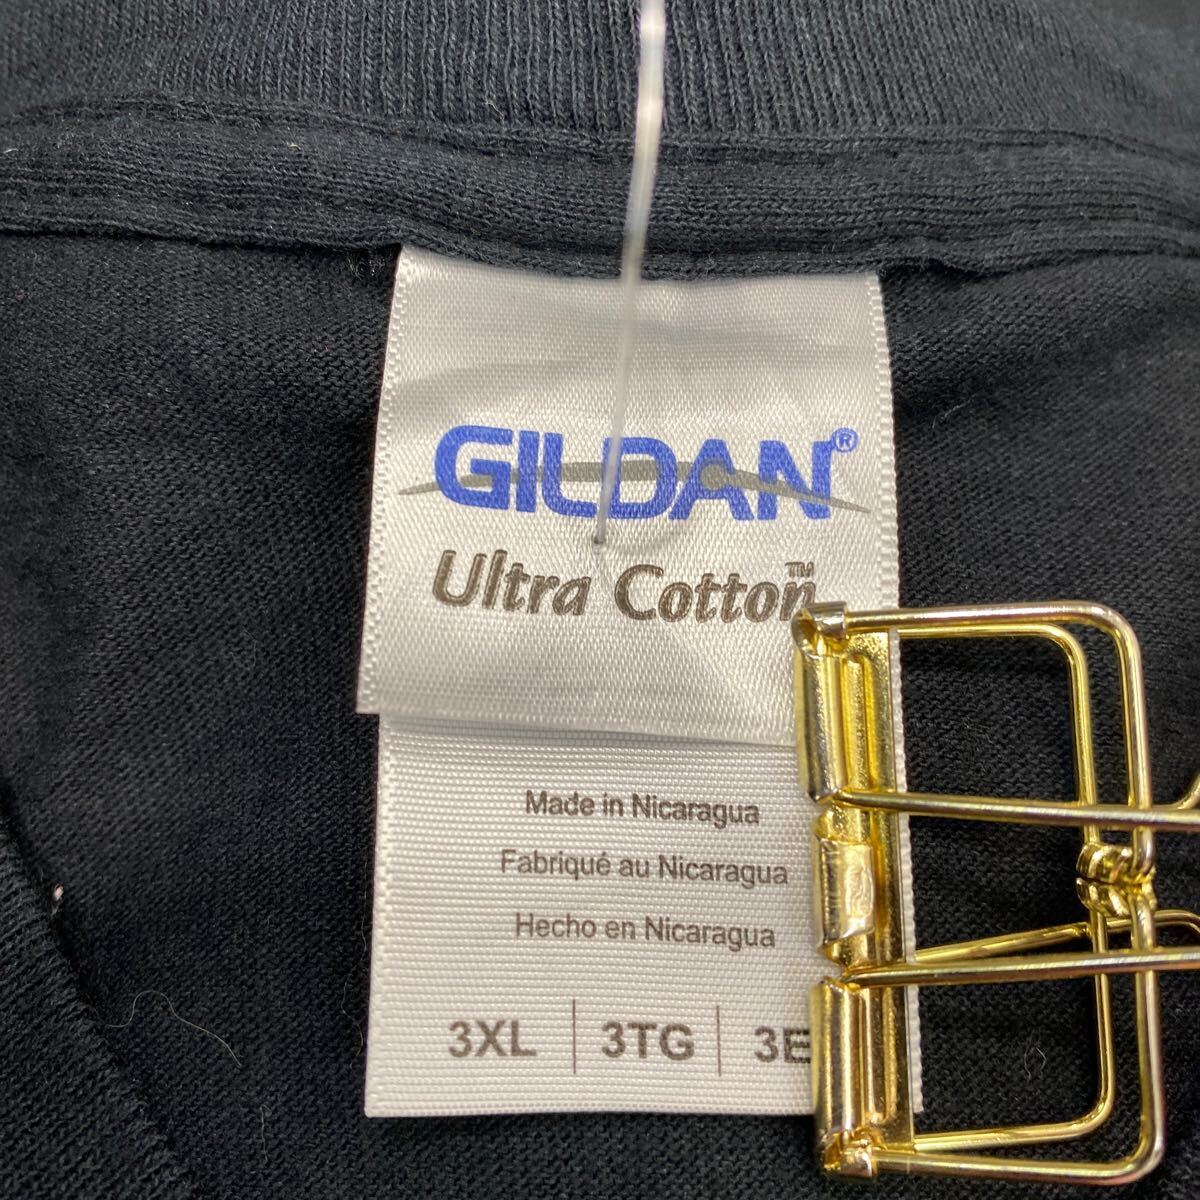 GILDAN®
Ultra Cotton™
Made in Nicaragua
Fabriqué au Nicaragua
Hecho en Nicaragua
3XL | 3TG |